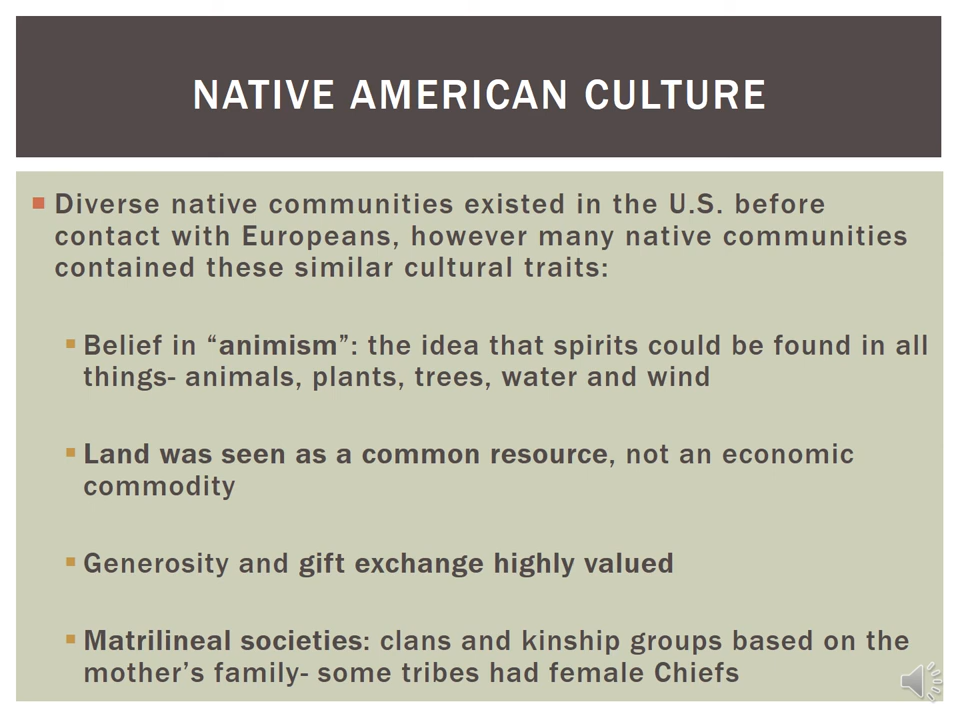 NATIVE AMERICAN CULTURE
Diverse native communities existed in the U.S. before
contact with Europeans, however many native communities
contained these similar cultural traits:
Belief in “animism”: the idea that spirits could be found in all
things- animals, plants, trees, water and wind
Land was seen as a common resource, not an economic
commodity
Generosity and gift exchange highly valued
Matrilineal societies: clans and kinship groups based on the
mother’s family- some tribes had female Chiefs